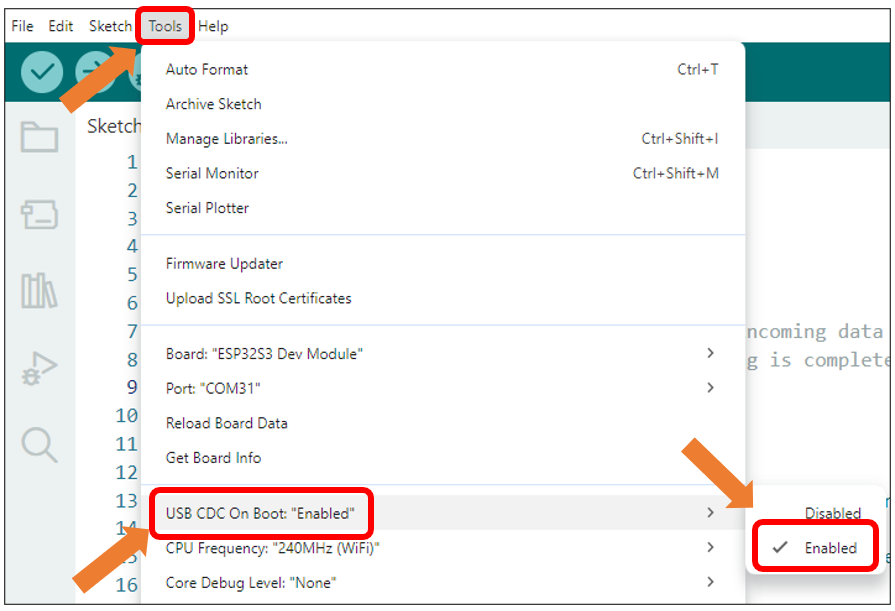 File Edit Sketch Tools Help
Auto Format Ctrl+T
Archive Sketch
Sketch
Manage Libraries... Ctrl+Shift+I
1
Serial Monitor Ctrl+Shift+M
2
Serial Plotter
3
4
Firmware Updater
5
Upload SSL Root Certificates
6
7 ncoming data
Board: "ESP32S3 Dev Module"
8 g is complete
Port: "COM31"
9
10
Reload Board Data
11
Get Board Info
12
13
USB CDC On Boot: "Enabled" Disabled
14
CPU Frequency: "240MHz (WiFi)" Enabled
15
Core Debug Level: "None"
16